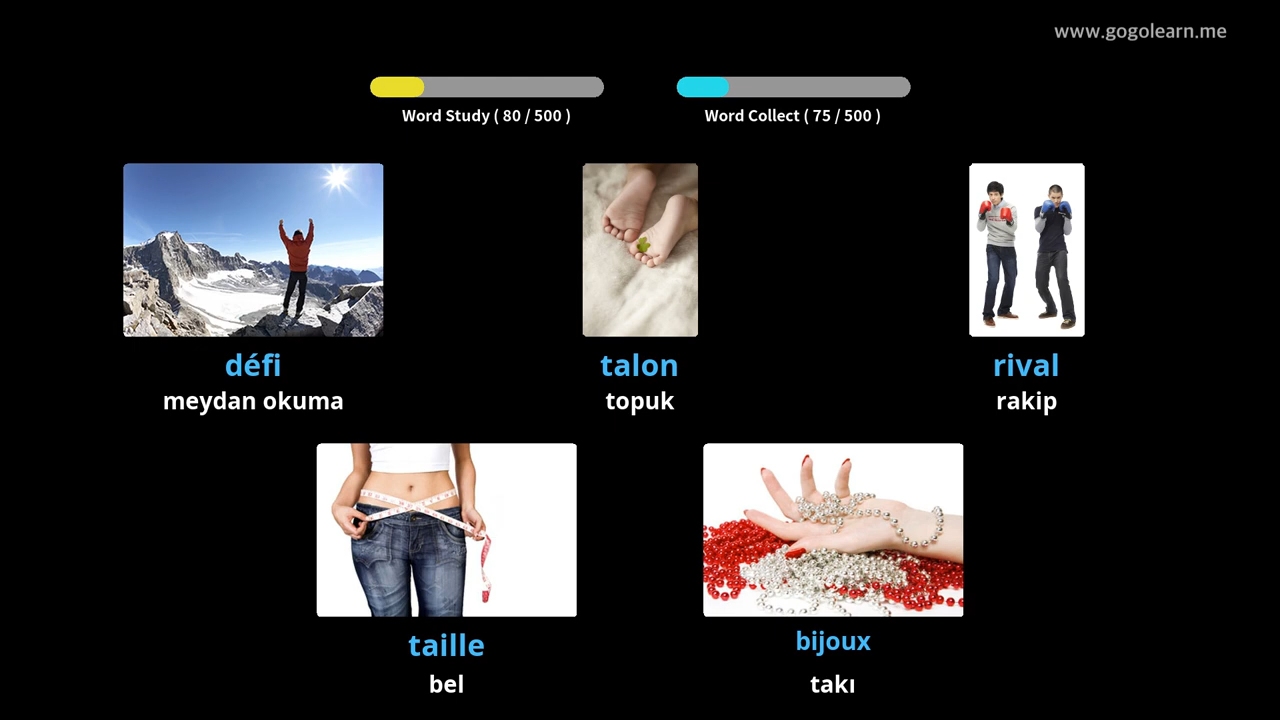 www.gogolearn.me
Word Study ( 80 / 500 )
Word Collect ( 75 / 500 )
défi
meydan okuma
talon
topuk
rival
rakip
taille
bel
bijoux
takı